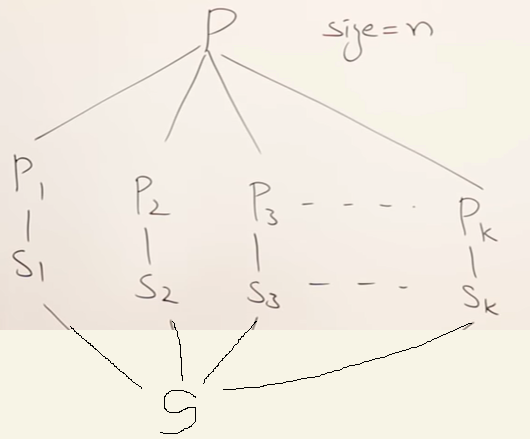 P size=n
P1 P2 P3 - - - - Pk
S1 S2 S3 - - - Sk
S